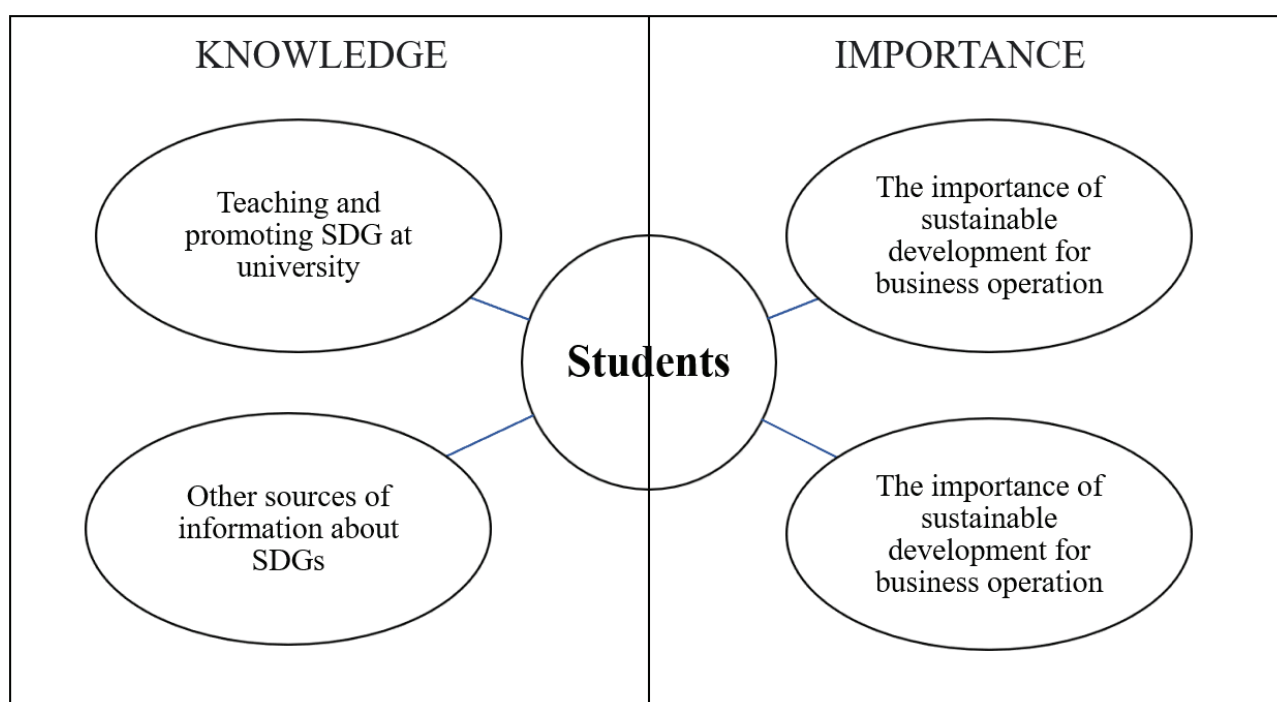 KNOWLEDGE
Teaching and
promoting SDG at
university
Other sources of
information about
SDGs
Students
IMPORTANCE
The importance of
sustainable
development for
business operation
The importance of
sustainable
development for
business operation